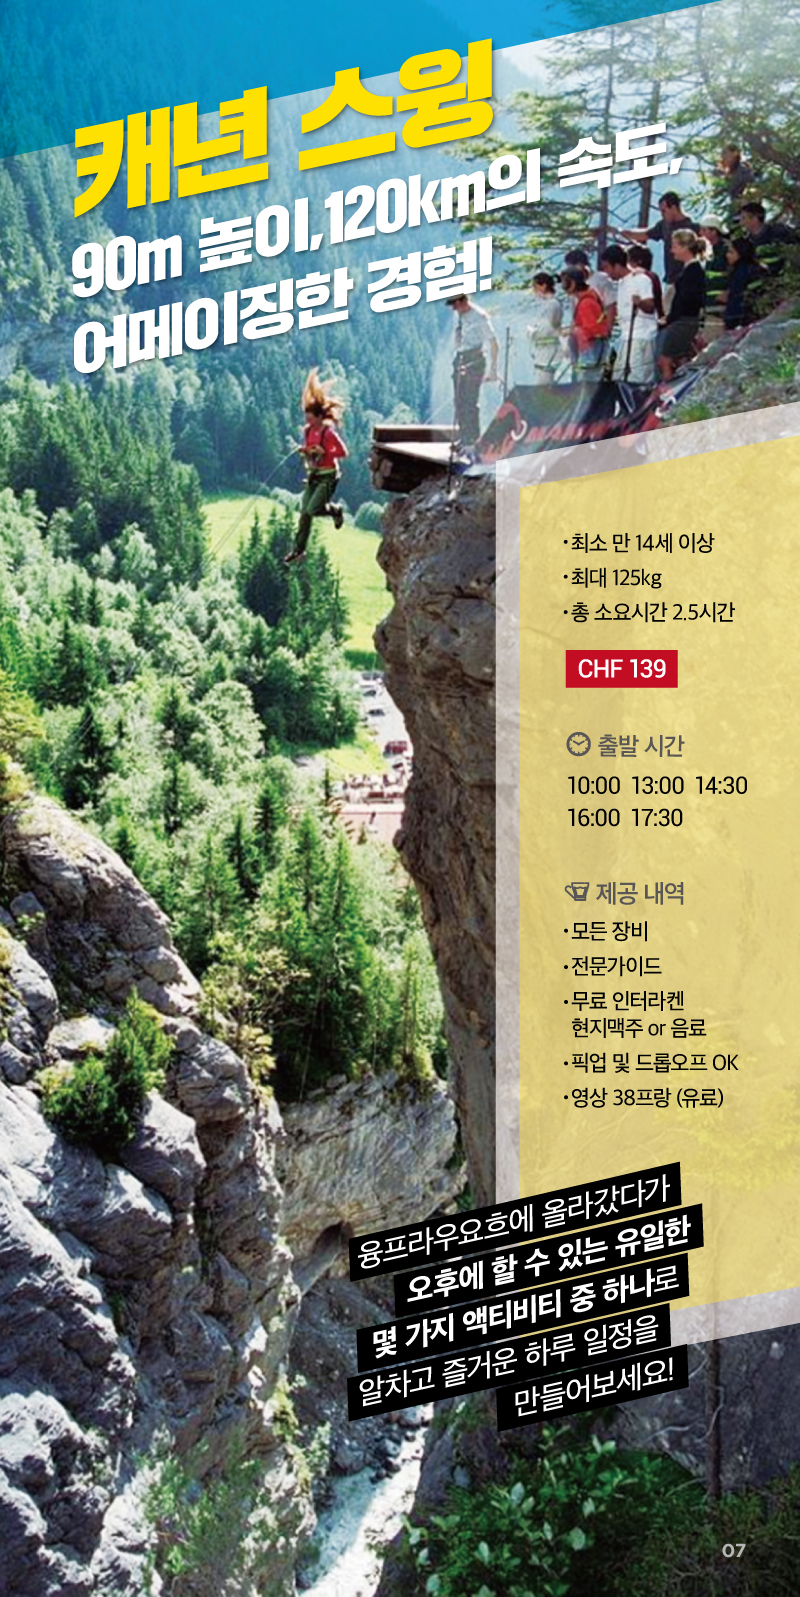 캐년 스윙
90m 높이,120km의 속도,
어메이징한 경험!
MAMMUT
·최소 만 14세 이상
·최대 125kg
·총 소요시간 2.5시간
CHF 139
출발 시간
10:00 13:00 14:30
16:00 17:30
제공 내역
·모든 장비
·전문가이드
·무료 인터라켄
현지맥주 or 음료
·픽업 및 드롭오프 OK
·영상 38프랑 (유료)
융프라우요흐에 올라갔다가
오후에 할 수 있는 유일한
몇 가지 액티비티 중 하나로
알차고 즐거운 하루 일정을
만들어보세요!
07